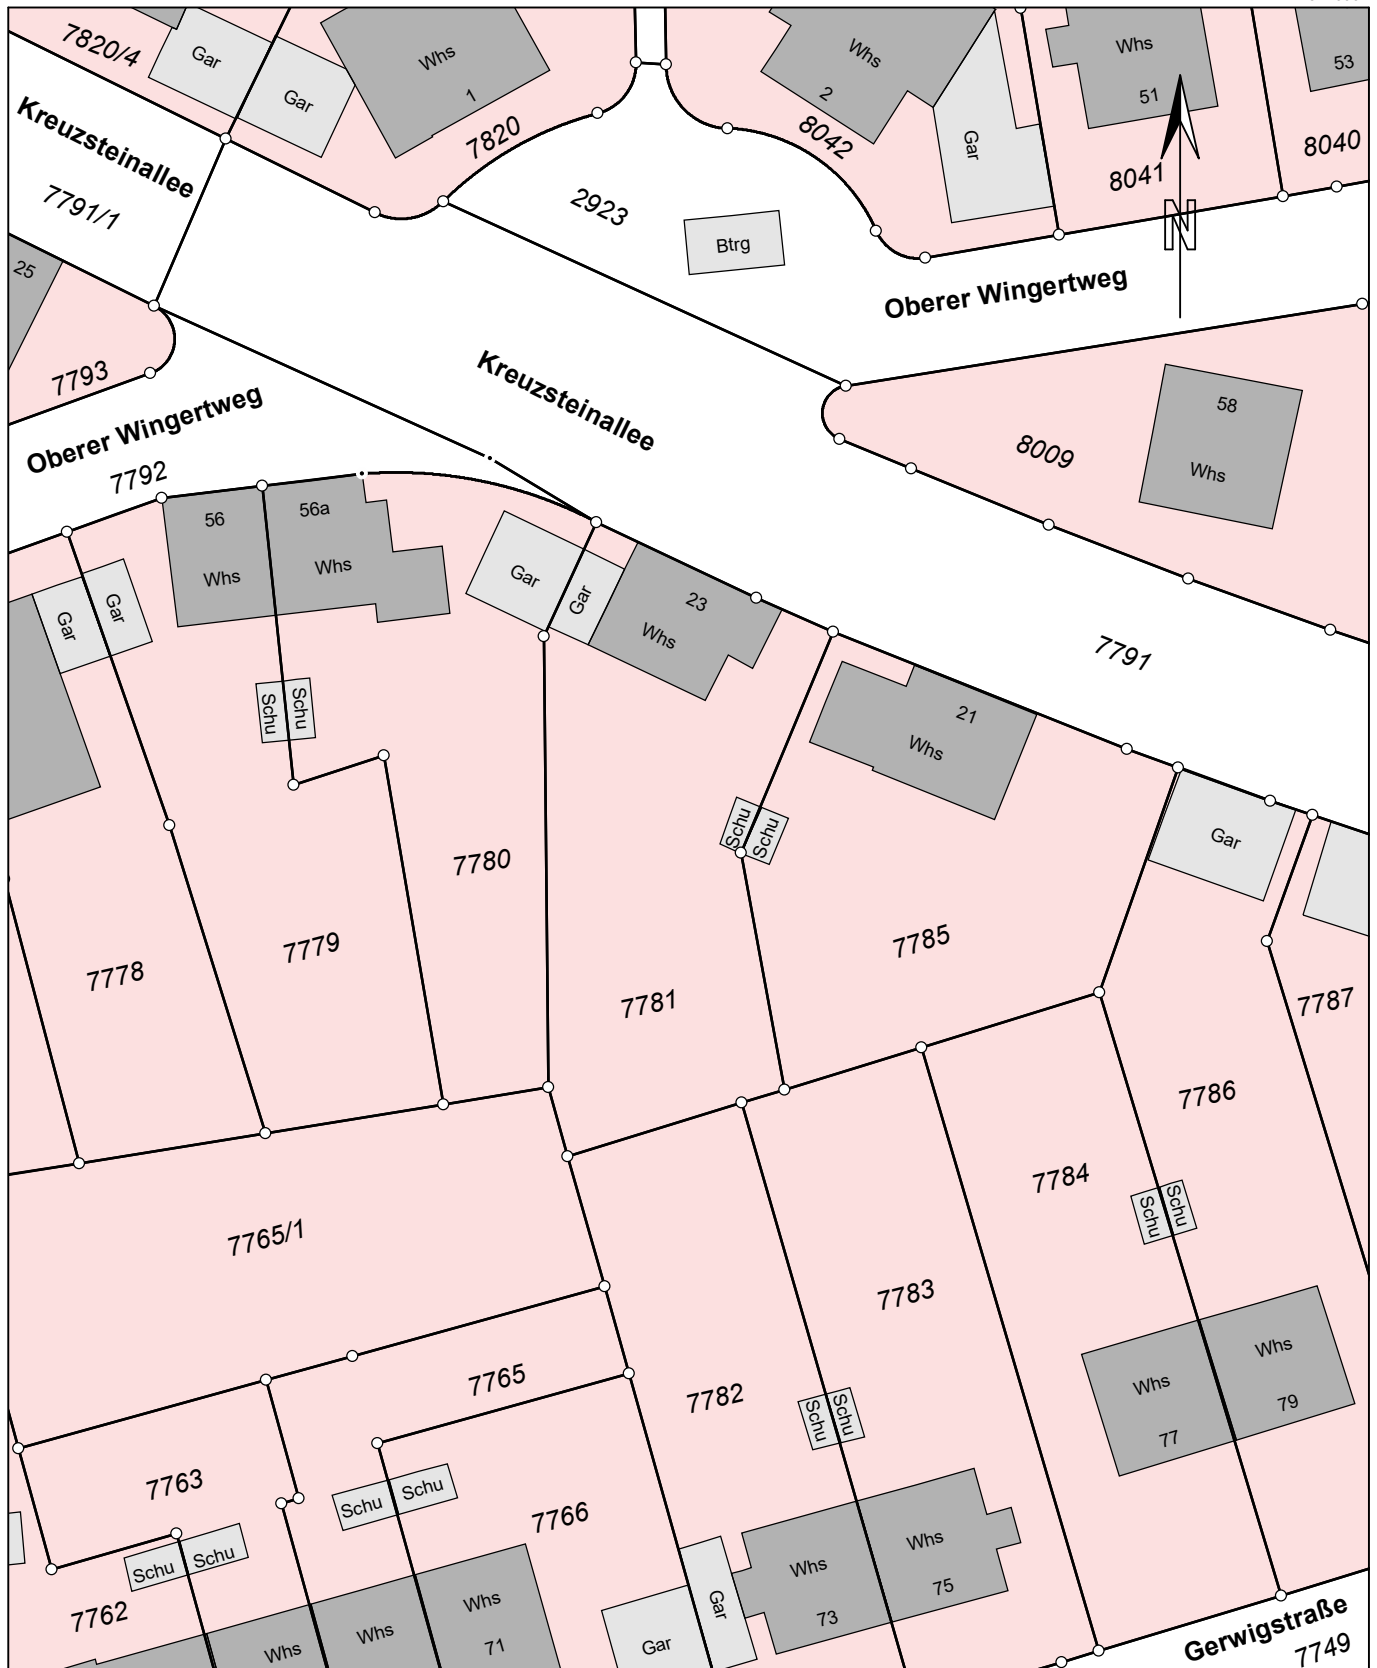 7820/4
Gar
Gar
Whs
1
Whs
2
Whs
51
53
Kreuzsteinallee
7791/1
7820
8042
Gar
8041
8040
2923
Btrg
N
25
Oberer Wingertweg
7793
Kreuzsteinallee
58
Whs
8009
Oberer Wingertweg
7792
56
Whs
56a
Whs
Gar
Gar
Gar
Gar
23
Whs
7791
Schu
Schu
21
Whs
Schu
Schu
Gar
7780
7785
7778
7779
7781
7787
7786
7784
Schu
Schu
7765/1
7783
Whs
77
Whs
79
7765
7782
Schu
Schu
7763
Schu
Schu
7766
Schu
Schu
7762
Whs
Whs
Whs
71
Gar
Gar
Whs
73
Whs
75
Gerwigstraße
7749